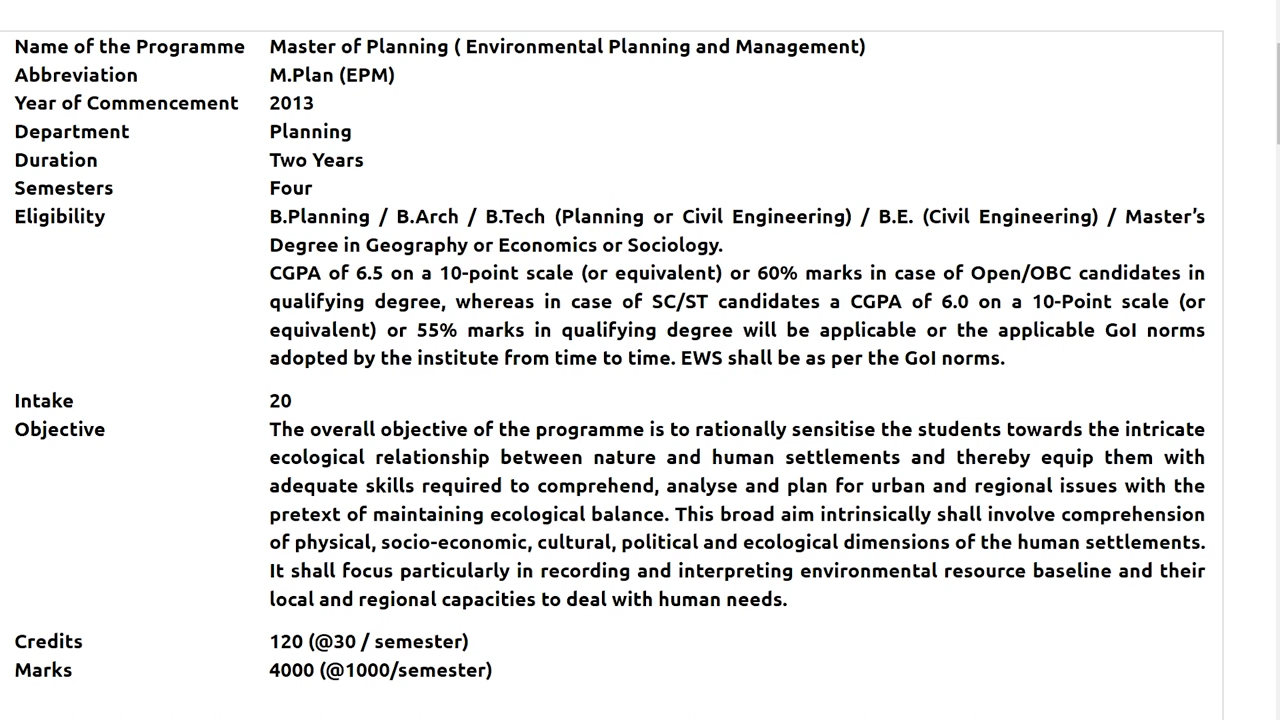 Name of the Programme Master of Planning ( Environmental Planning and Management)
Abbreviation M.Plan (EPM)
Year of Commencement 2013
Department Planning
Duration Two Years
Semesters Four
Eligibility B.Planning / B.Arch / B.Tech (Planning or Civil Engineering) / B.E. (Civil Engineering) / Master’s
Degree in Geography or Economics or Sociology.
CGPA of 6.5 on a 10-point scale (or equivalent) or 60% marks in case of Open/OBC candidates in
qualifying degree, whereas in case of SC/ST candidates a CGPA of 6.0 on a 10-Point scale (or
equivalent) or 55% marks in qualifying degree will be applicable or the applicable GoI norms
adopted by the institute from time to time. EWS shall be as per the GoI norms.
Intake 20
Objective The overall objective of the programme is to rationally sensitise the students towards the intricate
ecological relationship between nature and human settlements and thereby equip them with
adequate skills required to comprehend, analyse and plan for urban and regional issues with the
pretext of maintaining ecological balance. This broad aim intrinsically shall involve comprehension
of physical, socio-economic, cultural, political and ecological dimensions of the human settlements.
It shall focus particularly in recording and interpreting environmental resource baseline and their
local and regional capacities to deal with human needs.
Credits 120 (@30 / semester)
Marks 4000 (@1000/semester)